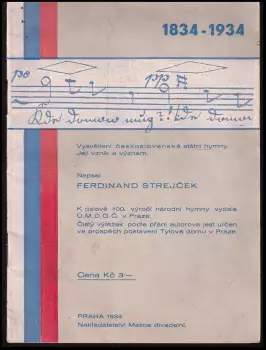 1834-1934
po pp
Kde domov můj?! kde domov
Vysvětlení československé státní hymny.
Její vznik a význam.
Napsal
FERDINAND STREJČEK
K oslavě 100. výročí národní hymny vydala
Ú.M.D.O.Č. v Praze.
Čistý výtěžek podle přání autorova jest určen
ve prospěch postavení Tylova domu v Praze.
Cena Kč 3·—
PRAHA 1934
Nakladatelství Matice divadelní.